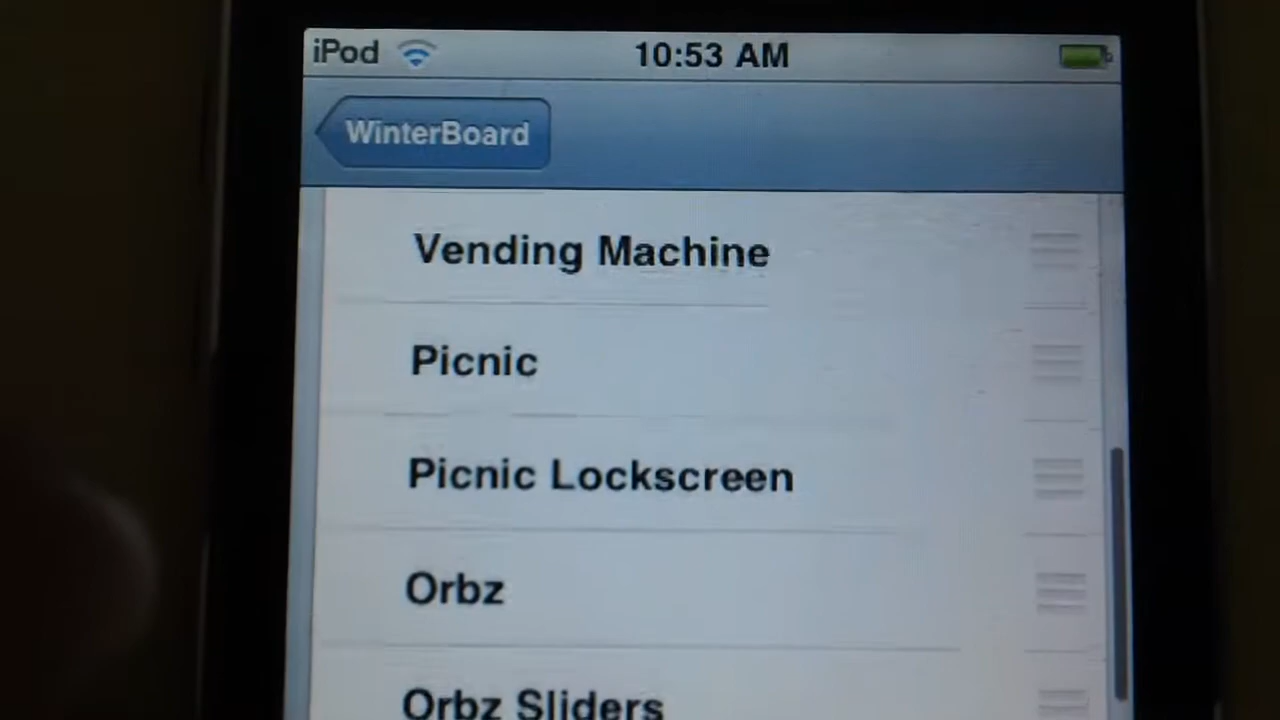 iPod 10:53 AM
WinterBoard
Vending Machine
Picnic
Picnic Lockscreen
Orbz
Orbz Sliders